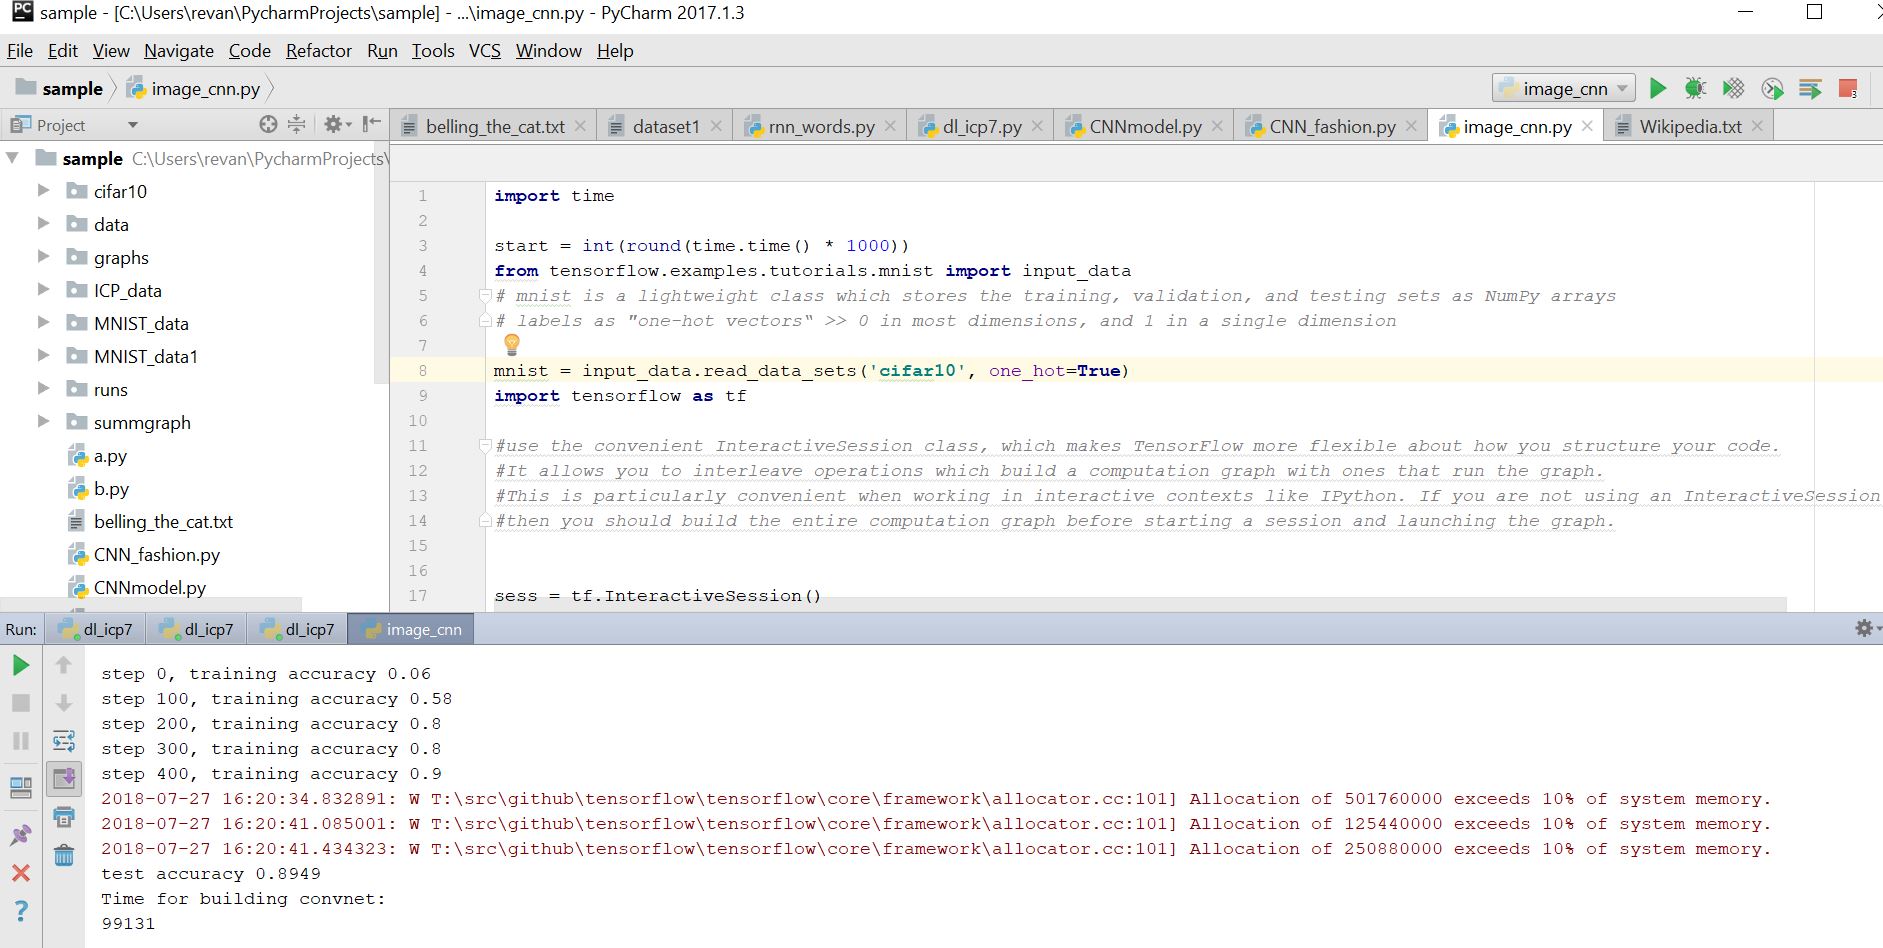 sample - [C:\Users\revan\PycharmProjects\sample] - ...\image_cnn.py - PyCharm 2017.1.3
File Edit View Navigate Code Refactor Run Tools VCS Window Help
sample image_cnn.py image_cnn
Project belling_the_cat.txt dataset1 rnn_words.py dl_icp7.py CNNmodel.py CNN_fashion.py image_cnn.py Wikipedia.txt
sample C:\Users\revan\PycharmProjects\
cifar10
data
graphs
ICP_data
MNIST_data
MNIST_data1
runs
summgraph
a.py
b.py
belling_the_cat.txt
CNN_fashion.py
CNNmodel.py
1 import time
2
3 start = int(round(time.time() * 1000))
4 from tensorflow.examples.tutorials.mnist import input_data
5 # mnist is a lightweight class which stores the training, validation, and testing sets as NumPy arrays
6 # labels as "one-hot vectors" >> 0 in most dimensions, and 1 in a single dimension
7
8 mnist = input_data.read_data_sets('cifar10', one_hot=True)
9 import tensorflow as tf
10
11 #use the convenient InteractiveSession class, which makes TensorFlow more flexible about how you structure your code.
12 #It allows you to interleave operations which build a computation graph with ones that run the graph.
13 #This is particularly convenient when working in interactive contexts like IPython. If you are not using an InteractiveSession
14 #then you should build the entire computation graph before starting a session and launching the graph.
15
16
17 sess = tf.InteractiveSession()
Run: dl_icp7 dl_icp7 dl_icp7 image_cnn
step 0, training accuracy 0.06
step 100, training accuracy 0.58
step 200, training accuracy 0.8
step 300, training accuracy 0.8
step 400, training accuracy 0.9
2018-07-27 16:20:34.832891: W T:\src\github\tensorflow\tensorflow\core\framework\allocator.cc:101] Allocation of 501760000 exceeds 10% of system memory.
2018-07-27 16:20:41.085001: W T:\src\github\tensorflow\tensorflow\core\framework\allocator.cc:101] Allocation of 125440000 exceeds 10% of system memory.
2018-07-27 16:20:41.434323: W T:\src\github\tensorflow\tensorflow\core\framework\allocator.cc:101] Allocation of 250880000 exceeds 10% of system memory.
test accuracy 0.8949
Time for building convnet:
99131